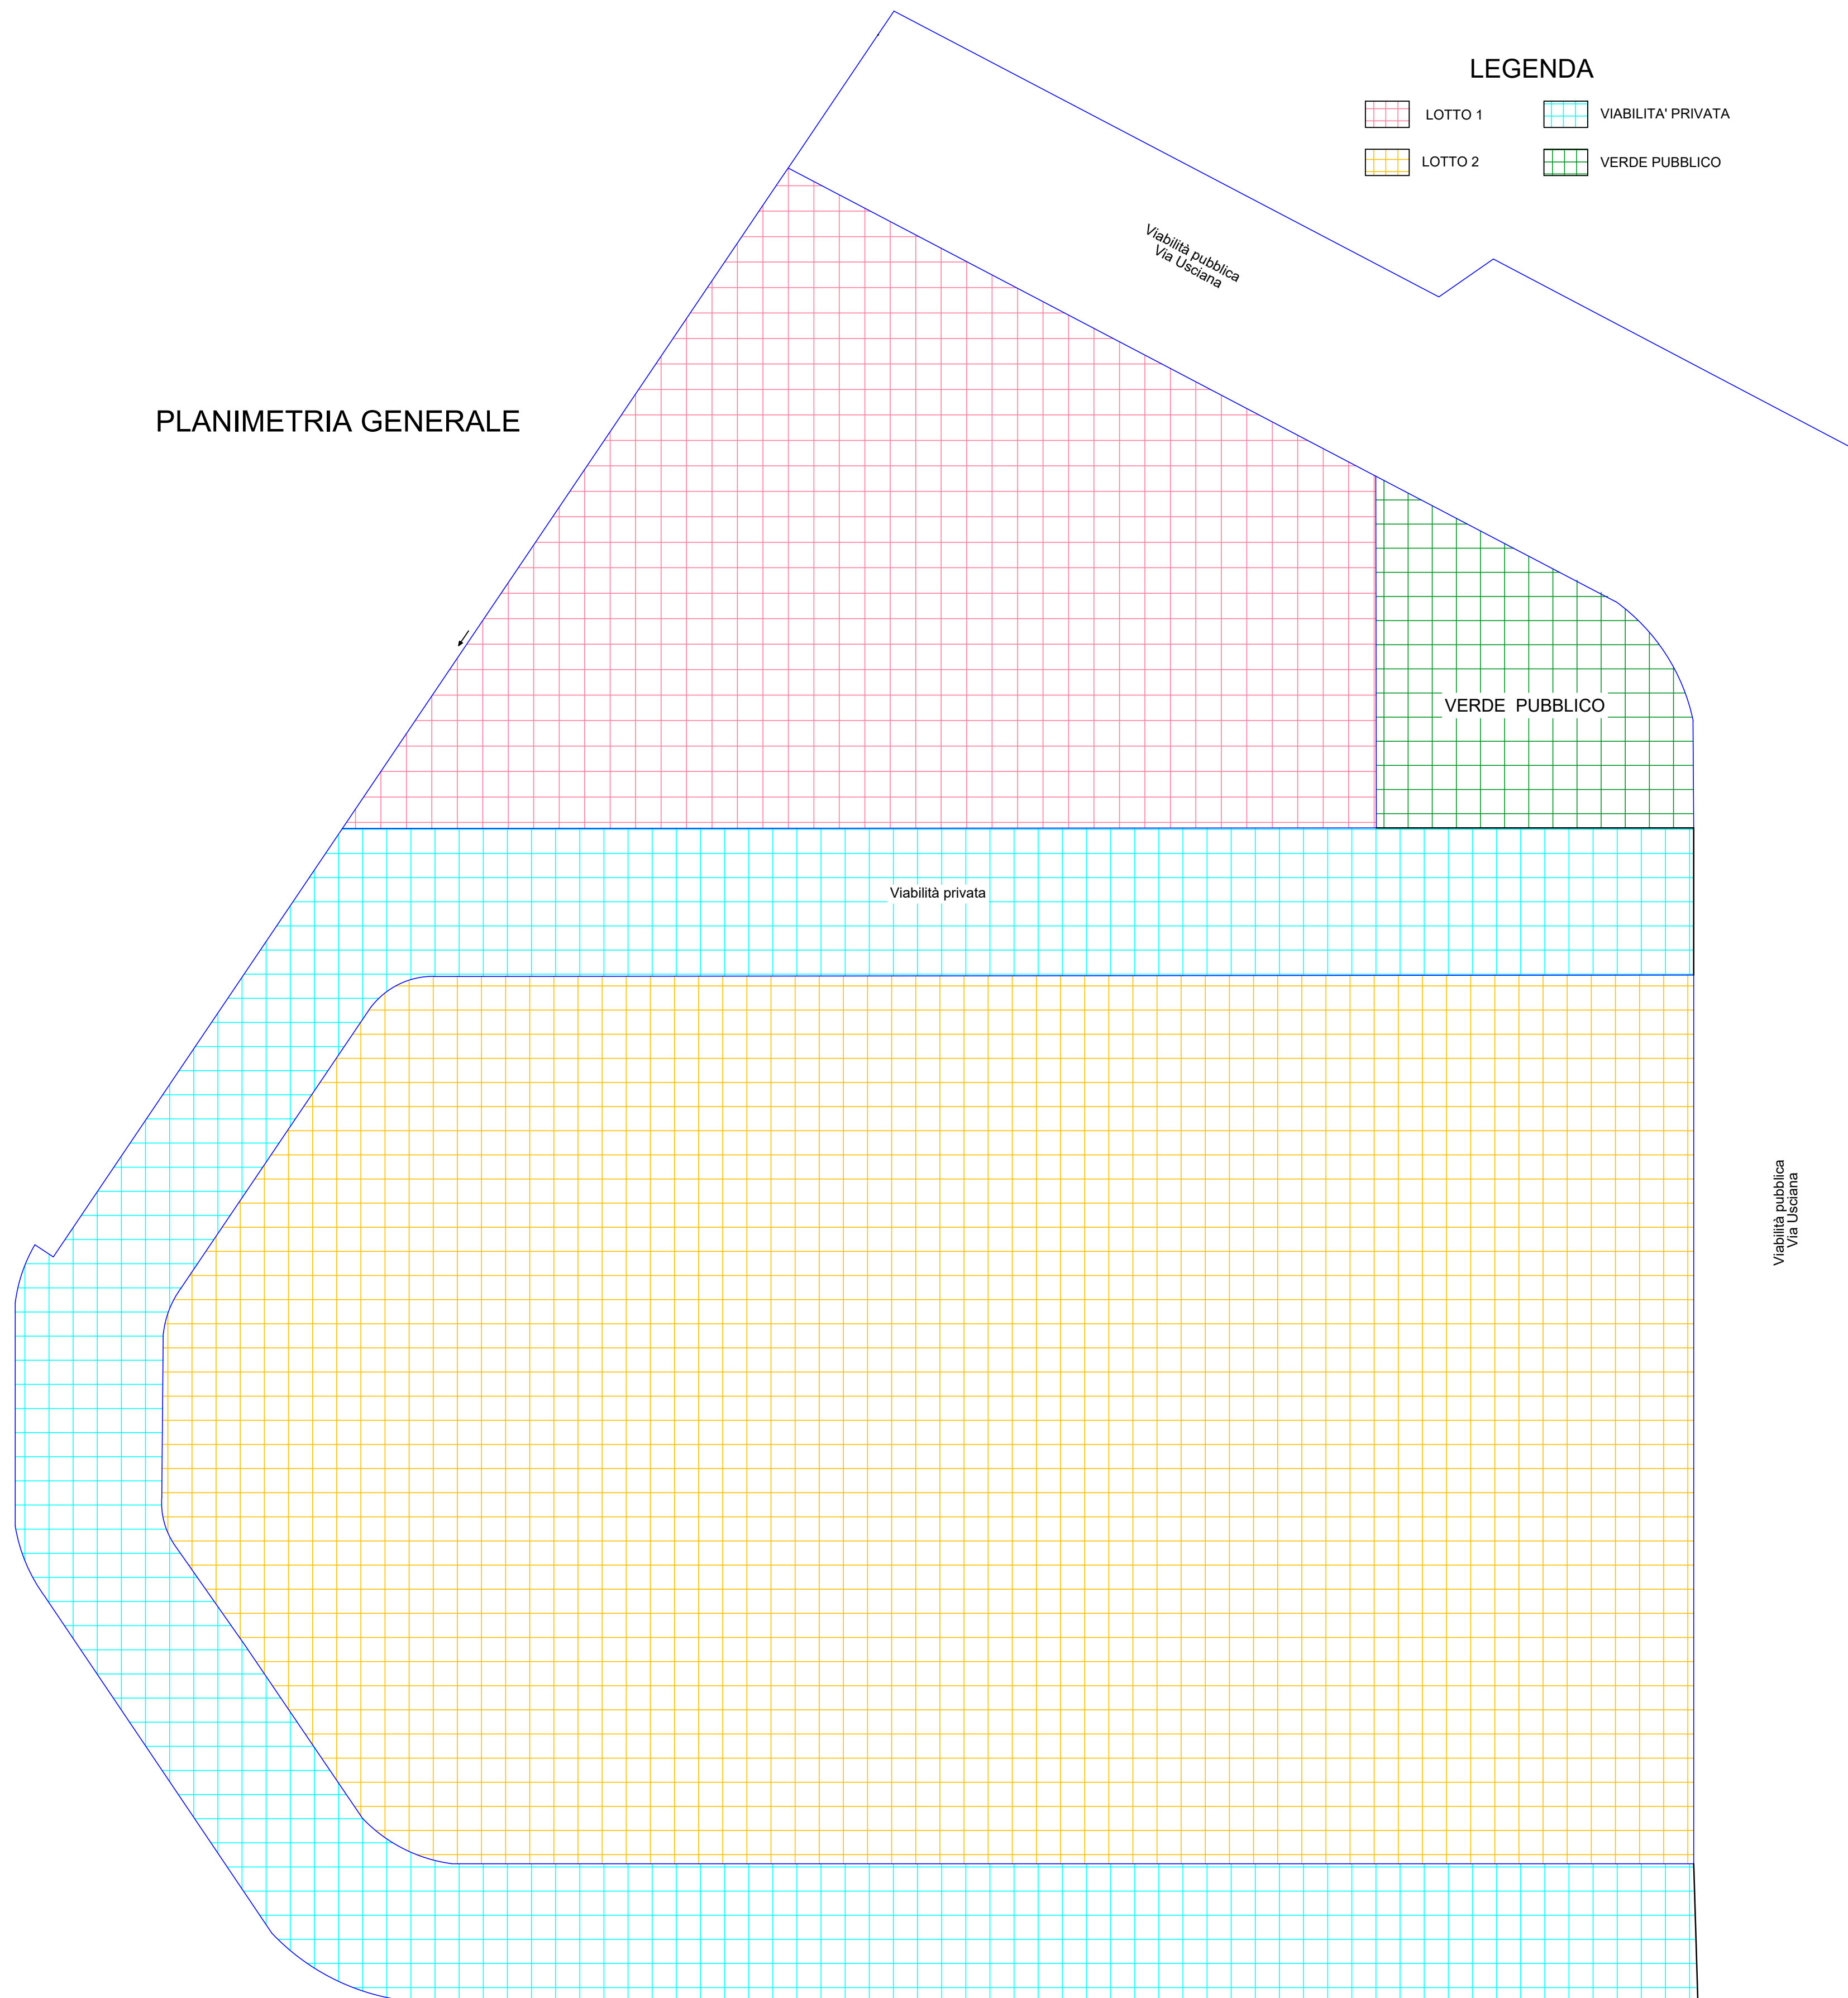 LEGENDA
LOTTO 1
VIABILITA' PRIVATA
LOTTO 2
VERDE PUBBLICO
Viabilità pubblica
Via Usciana
PLANIMETRIA GENERALE
VERDE  PUBBLICO
Viabilità privata
Viabilità pubblica
Via Usciana